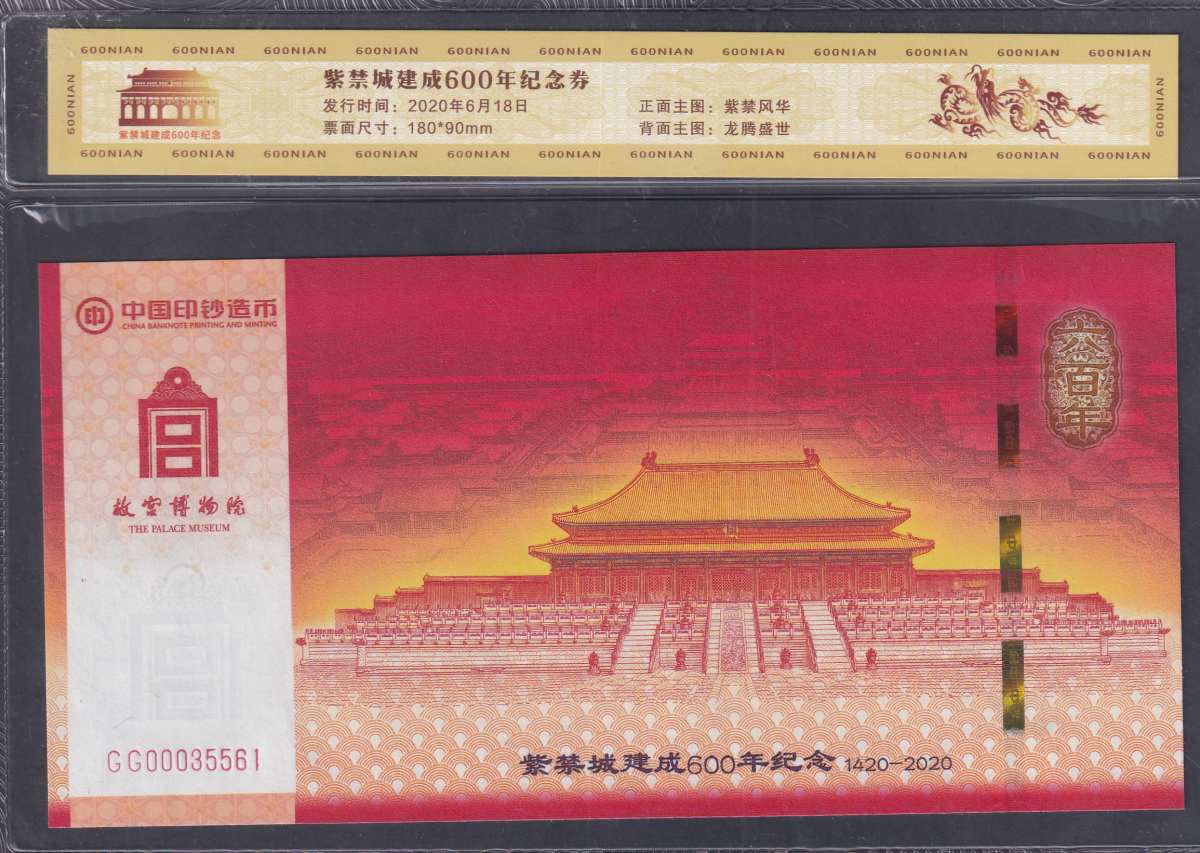 600NIAN 600NIAN 600NIAN 600NIAN 600NIAN 600NIAN 600NIAN 600NIAN 600NIAN 600NIAN 600NIAN 600NIAN
600NIAN
紫禁城建成600年纪念
紫禁城建成600年纪念券
发行时间：2020年6月18日
票面尺寸：180*90mm
正面主图：紫禁风华
背面主图：龙腾盛世
600NIAN
600NIAN 600NIAN 600NIAN 600NIAN 600NIAN 600NIAN 600NIAN 600NIAN 600NIAN 600NIAN 600NIAN 600NIAN
印 中国印钞造币
CHINA BANKNOTE PRINTING AND MINTING
故宫博物院
THE PALACE MUSEUM
GG00035561
六百年
紫禁城建成600年纪念 1420-2020